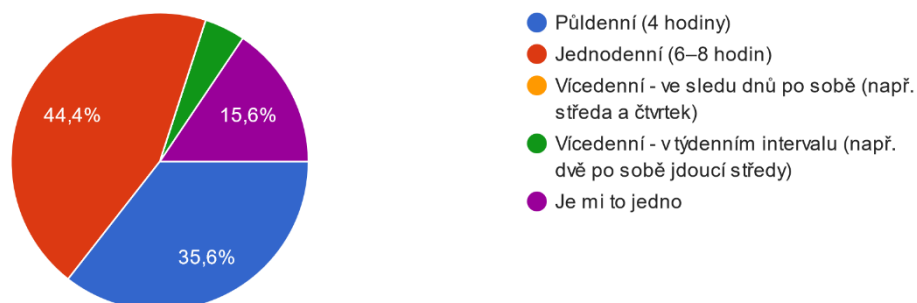 44,4%
15,6%
35,6%
Půldenní (4 hodiny)
Jednodenní (6–8 hodin)
Vícedenní - ve sledu dnů po sobě (např.
středa a čtvrtek)
Vícedenní - v týdenním intervalu (např.
dvě po sobě jdoucí středy)
Je mi to jedno